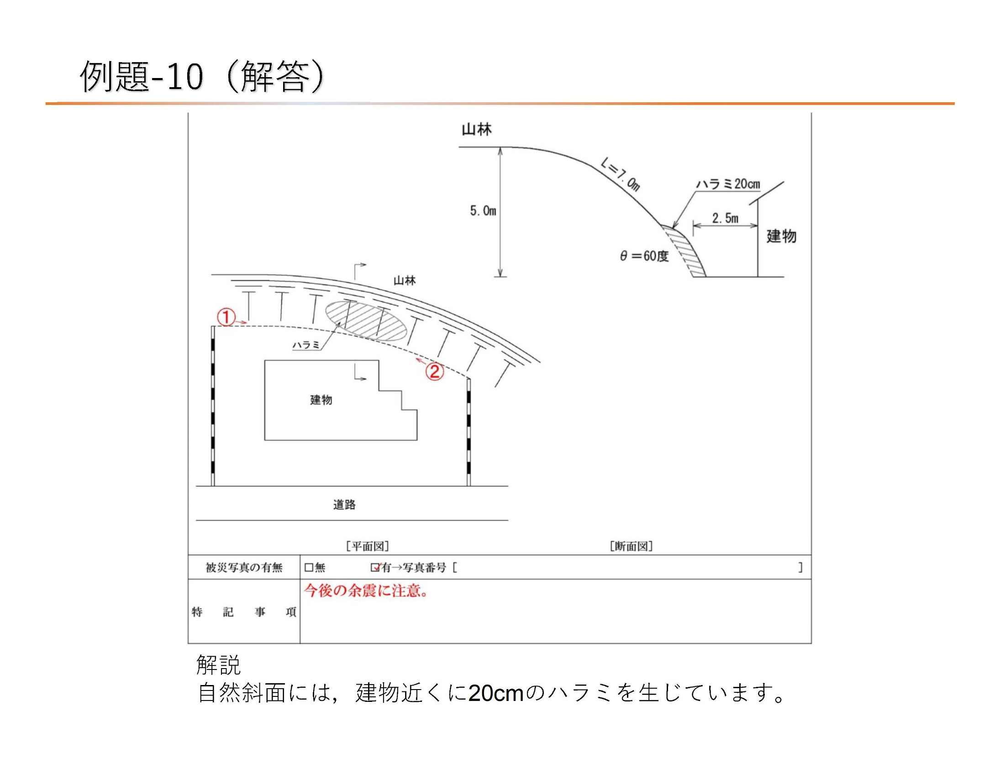 例題-10（解答）
山林
L=7.0m
ハラミ20cm
5.0m
2.5m
建物
θ=60度
山林
①
ハラミ
②
建物
道路
［平面図］
［断面図］
被災写真の有無 □無 ☑有→写真番号［ ］
特記事項 今後の余震に注意。
解説
自然斜面には，建物近くに20cmのハラミを生じています。